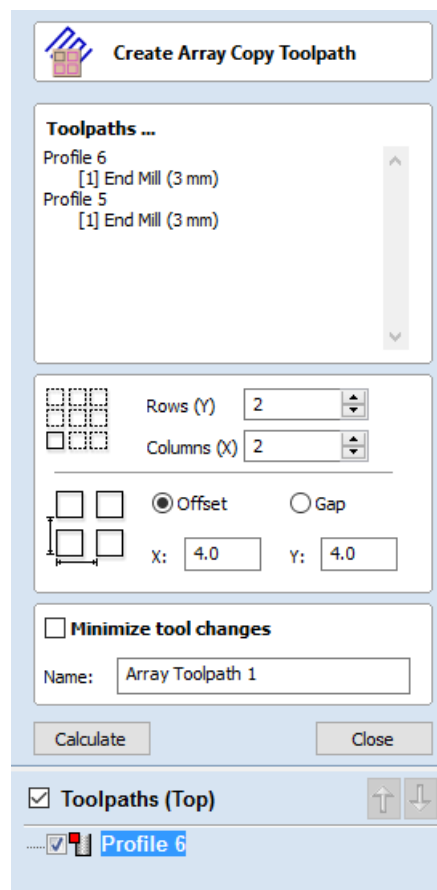 Create Array Copy Toolpath
Toolpaths ...
Profile 6
[1] End Mill (3 mm)
Profile 5
[1] End Mill (3 mm)
Rows (Y) 2
Columns (X) 2
Offset Gap
X: 4.0 Y: 4.0
Minimize tool changes
Name: Array Toolpath 1
Calculate Close
Toolpaths (Top)
Profile 6